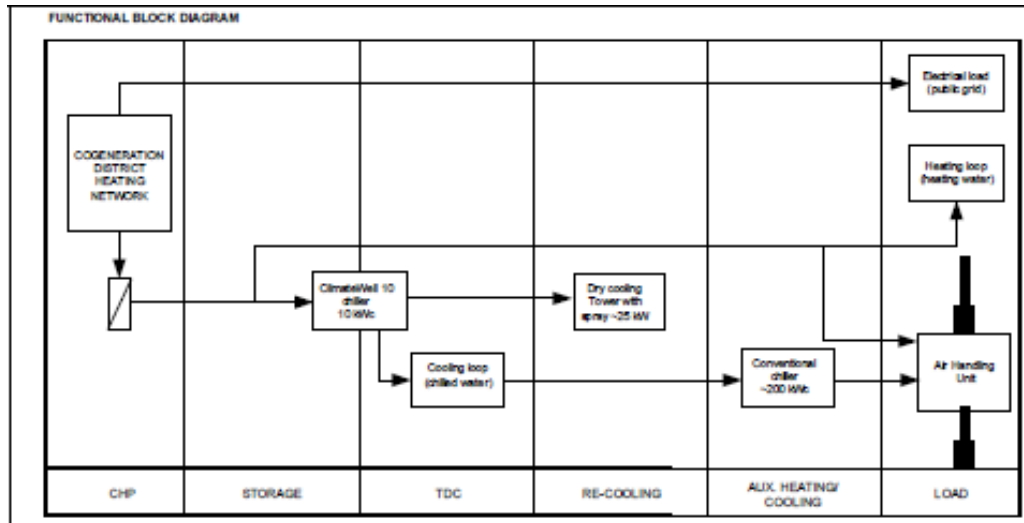 FUNCTIONAL BLOCK DIAGRAM
Electrical load
(public grid)
COGENERATION
DISTRICT
HEATING
NETWORK
Heating loop
(heating water)
ClimateWell 10
chiller
10 kWc
Dry cooling
Tower with
spray ~25 kW
Cooling loop
(chilled water)
Conventional
chiller
~200 kWc
Air Handing
Unit
CHP
STORAGE
TDC
RE-COOLING
AUX. HEATING/
COOLING
LOAD